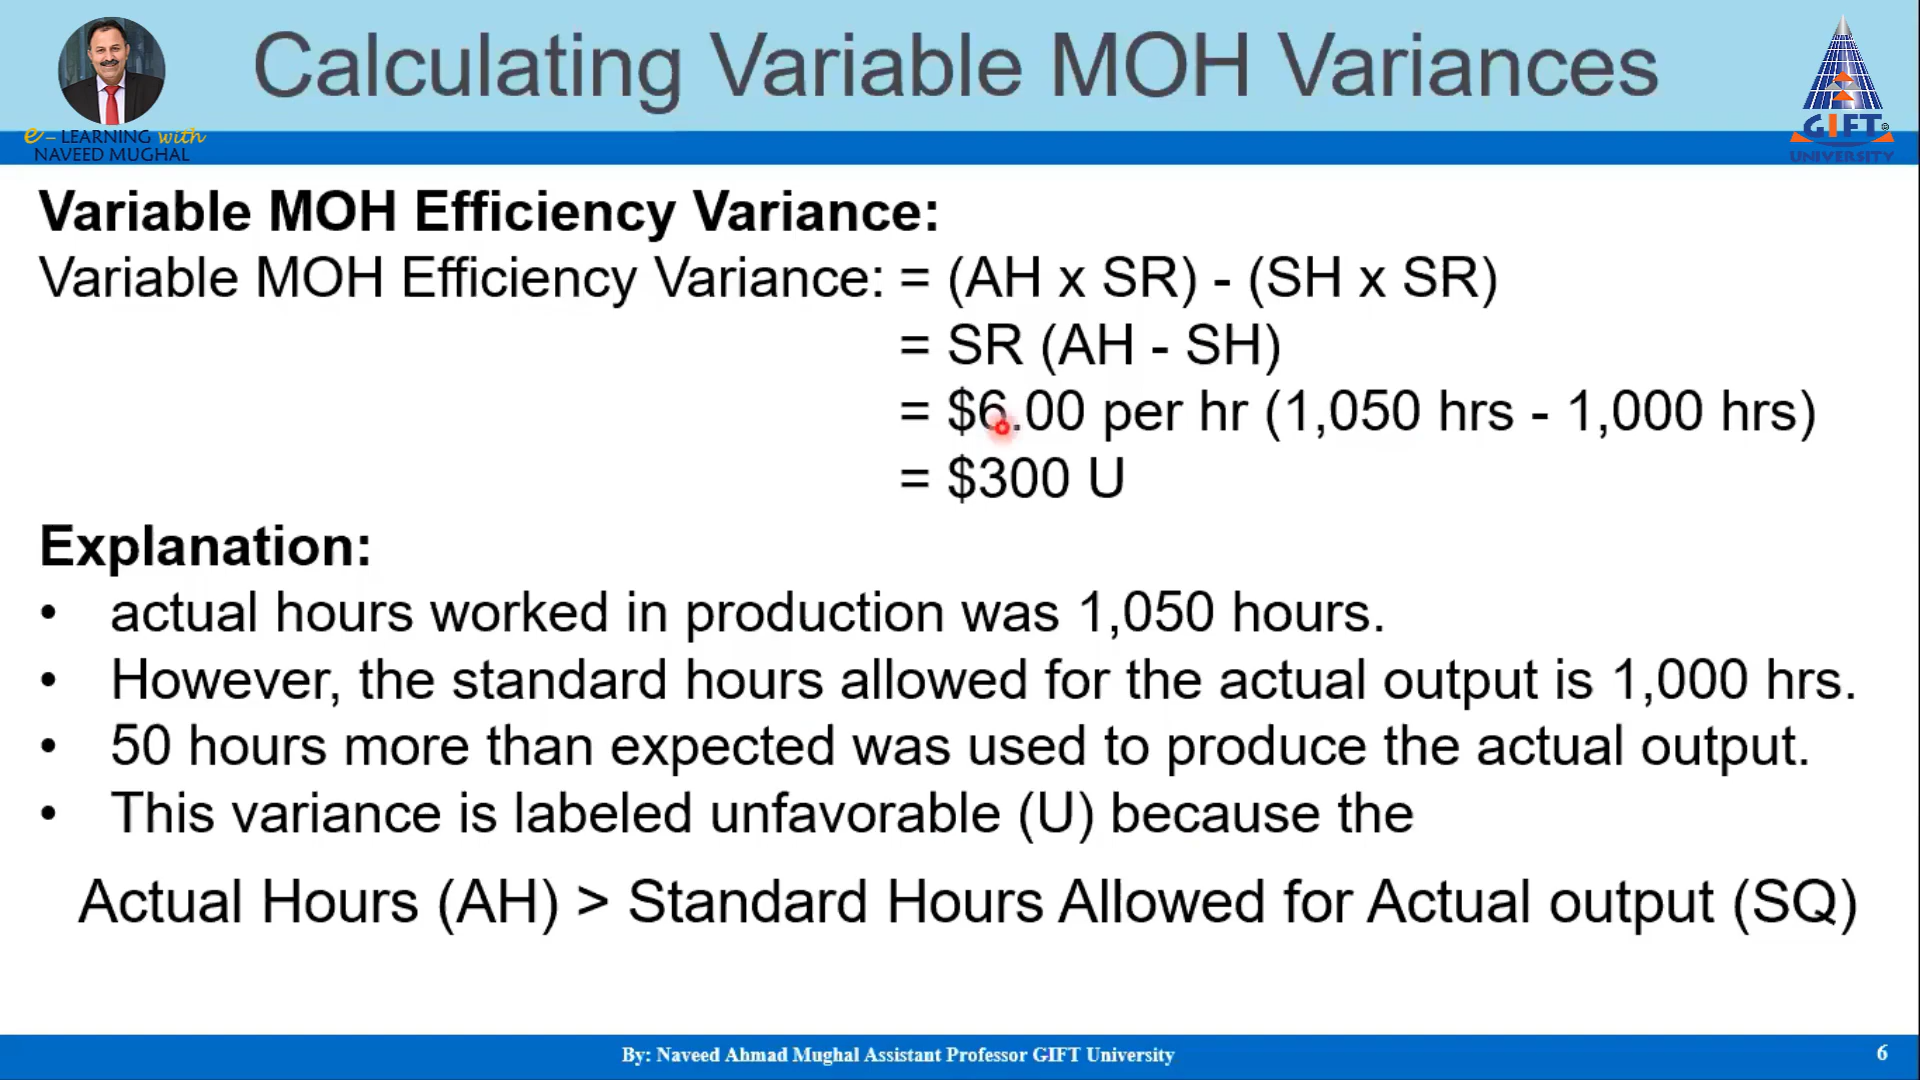 Calculating Variable MOH Variances
e - LEARNING with
NAVEED MUGHAL
GIFT
UNIVERSITY
Variable MOH Efficiency Variance:
Variable MOH Efficiency Variance: = (AH x SR) - (SH x SR)
= SR (AH - SH)
= $6.00 per hr (1,050 hrs - 1,000 hrs)
= $300 U
Explanation:
• actual hours worked in production was 1,050 hours.
• However, the standard hours allowed for the actual output is 1,000 hrs.
• 50 hours more than expected was used to produce the actual output.
• This variance is labeled unfavorable (U) because the
Actual Hours (AH) > Standard Hours Allowed for Actual output (SQ)
By: Naveed Ahmad Mughal Assistant Professor GIFT University
6